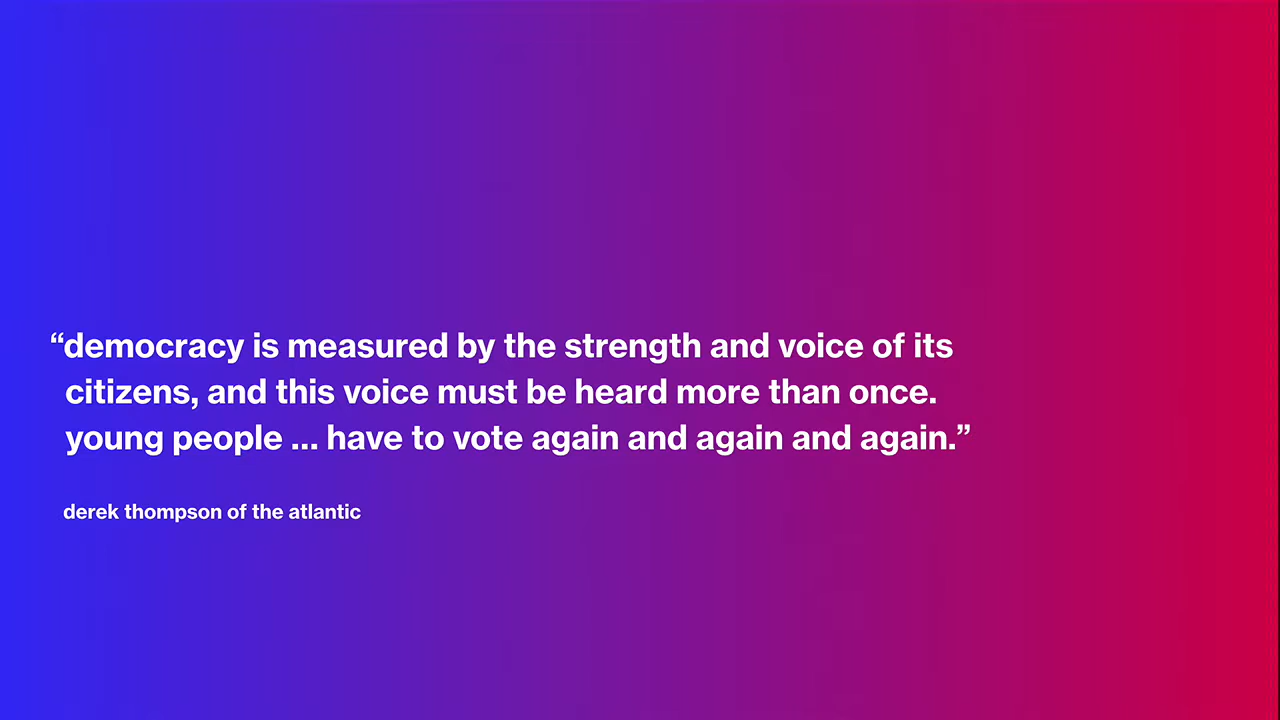 “democracy is measured by the strength and voice of its
citizens, and this voice must be heard more than once.
young people ... have to vote again and again and again.”
derek thompson of the atlantic